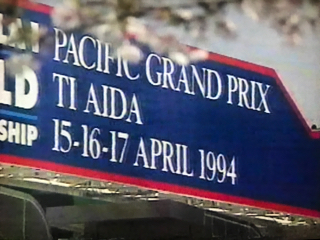 PACIFIC GRAND PRIX
TI AIDA
15-16-17 APRIL 1994
LD
SHIP